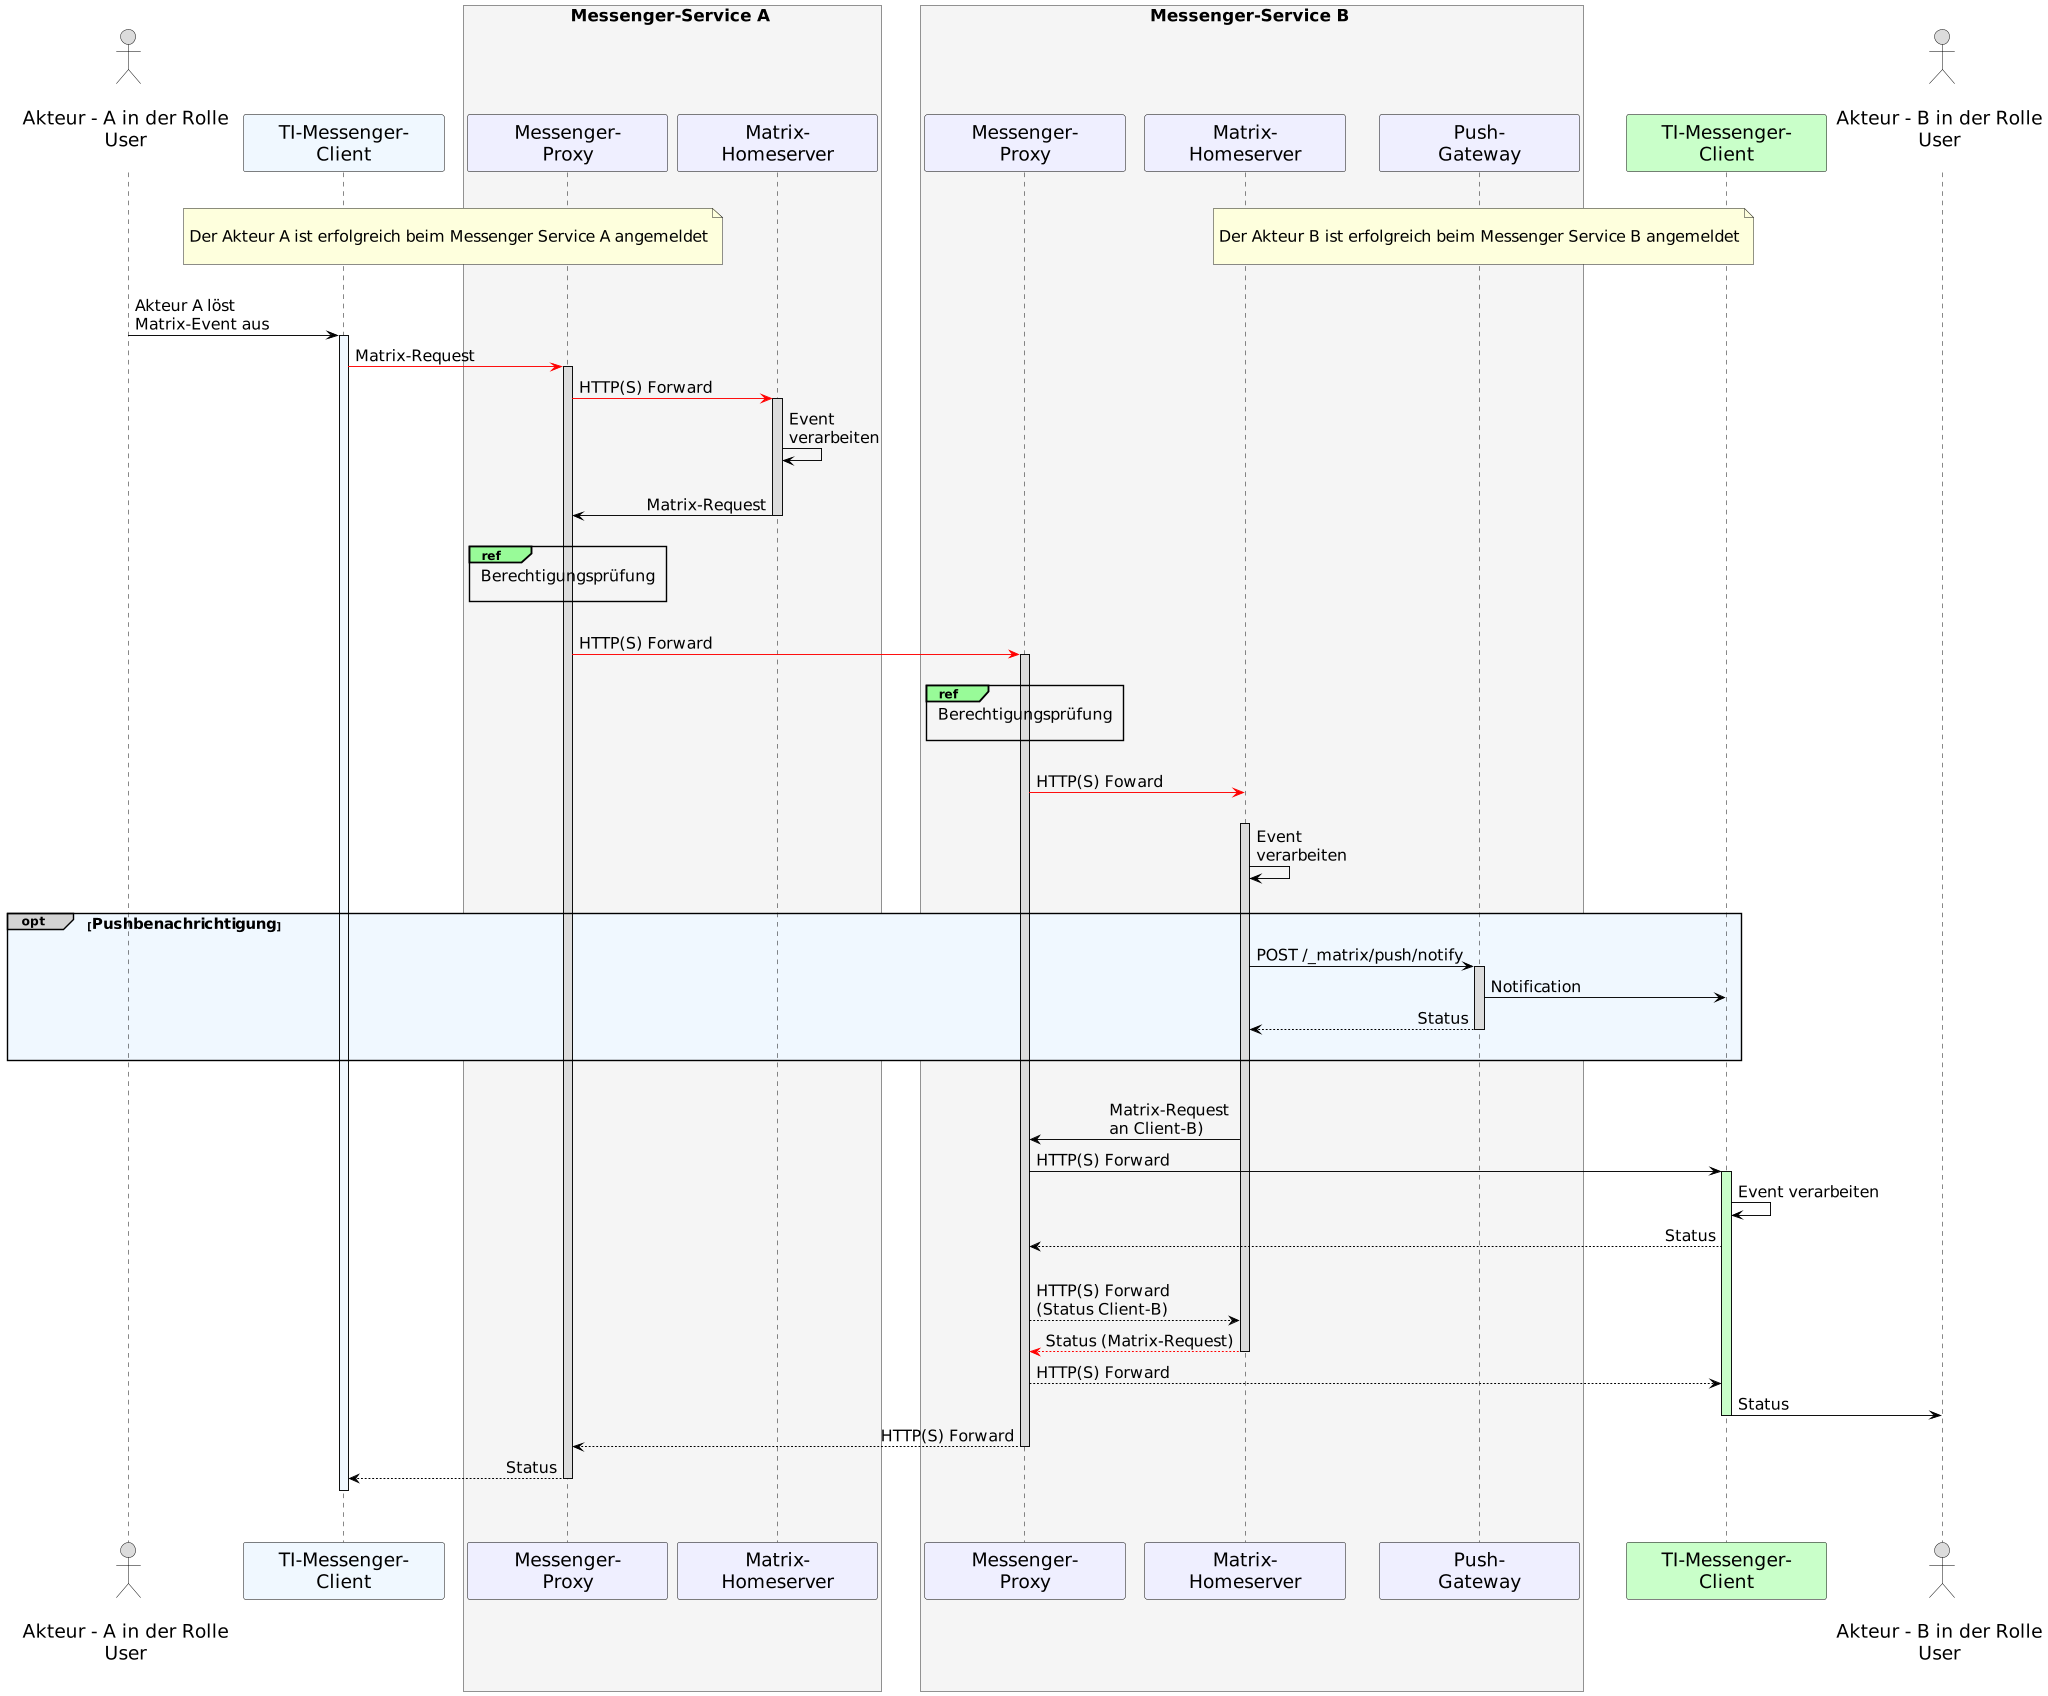 Messenger-Service A
Messenger-Service B
Akteur - A in der Rolle
User
TI-Messenger-
Client
Messenger-
Proxy
Matrix-
Homeserver
Messenger-
Proxy
Matrix-
Homeserver
Push-
Gateway
TI-Messenger-
Client
Akteur - B in der Rolle
User
Der Akteur A ist erfolgreich beim Messenger Service A angemeldet
Der Akteur B ist erfolgreich beim Messenger Service B angemeldet
Akteur A löst
Matrix-Event aus
Matrix-Request
HTTP(S) Forward
Event
verarbeiten
Matrix-Request
ref
Berechtigungsprüfung
HTTP(S) Forward
ref
Berechtigungsprüfung
HTTP(S) Foward
Event
verarbeiten
opt
[Pushbenachrichtigung]
POST /_matrix/push/notify
Notification
Status
Matrix-Request
an Client-B)
HTTP(S) Forward
Event verarbeiten
Status
HTTP(S) Forward
(Status Client-B)
Status (Matrix-Request)
HTTP(S) Forward
Status
HTTP(S) Forward
Status
TI-Messenger-
Client
Messenger-
Proxy
Matrix-
Homeserver
Messenger-
Proxy
Matrix-
Homeserver
Push-
Gateway
TI-Messenger-
Client
Akteur - A in der Rolle
User
Akteur - B in der Rolle
User